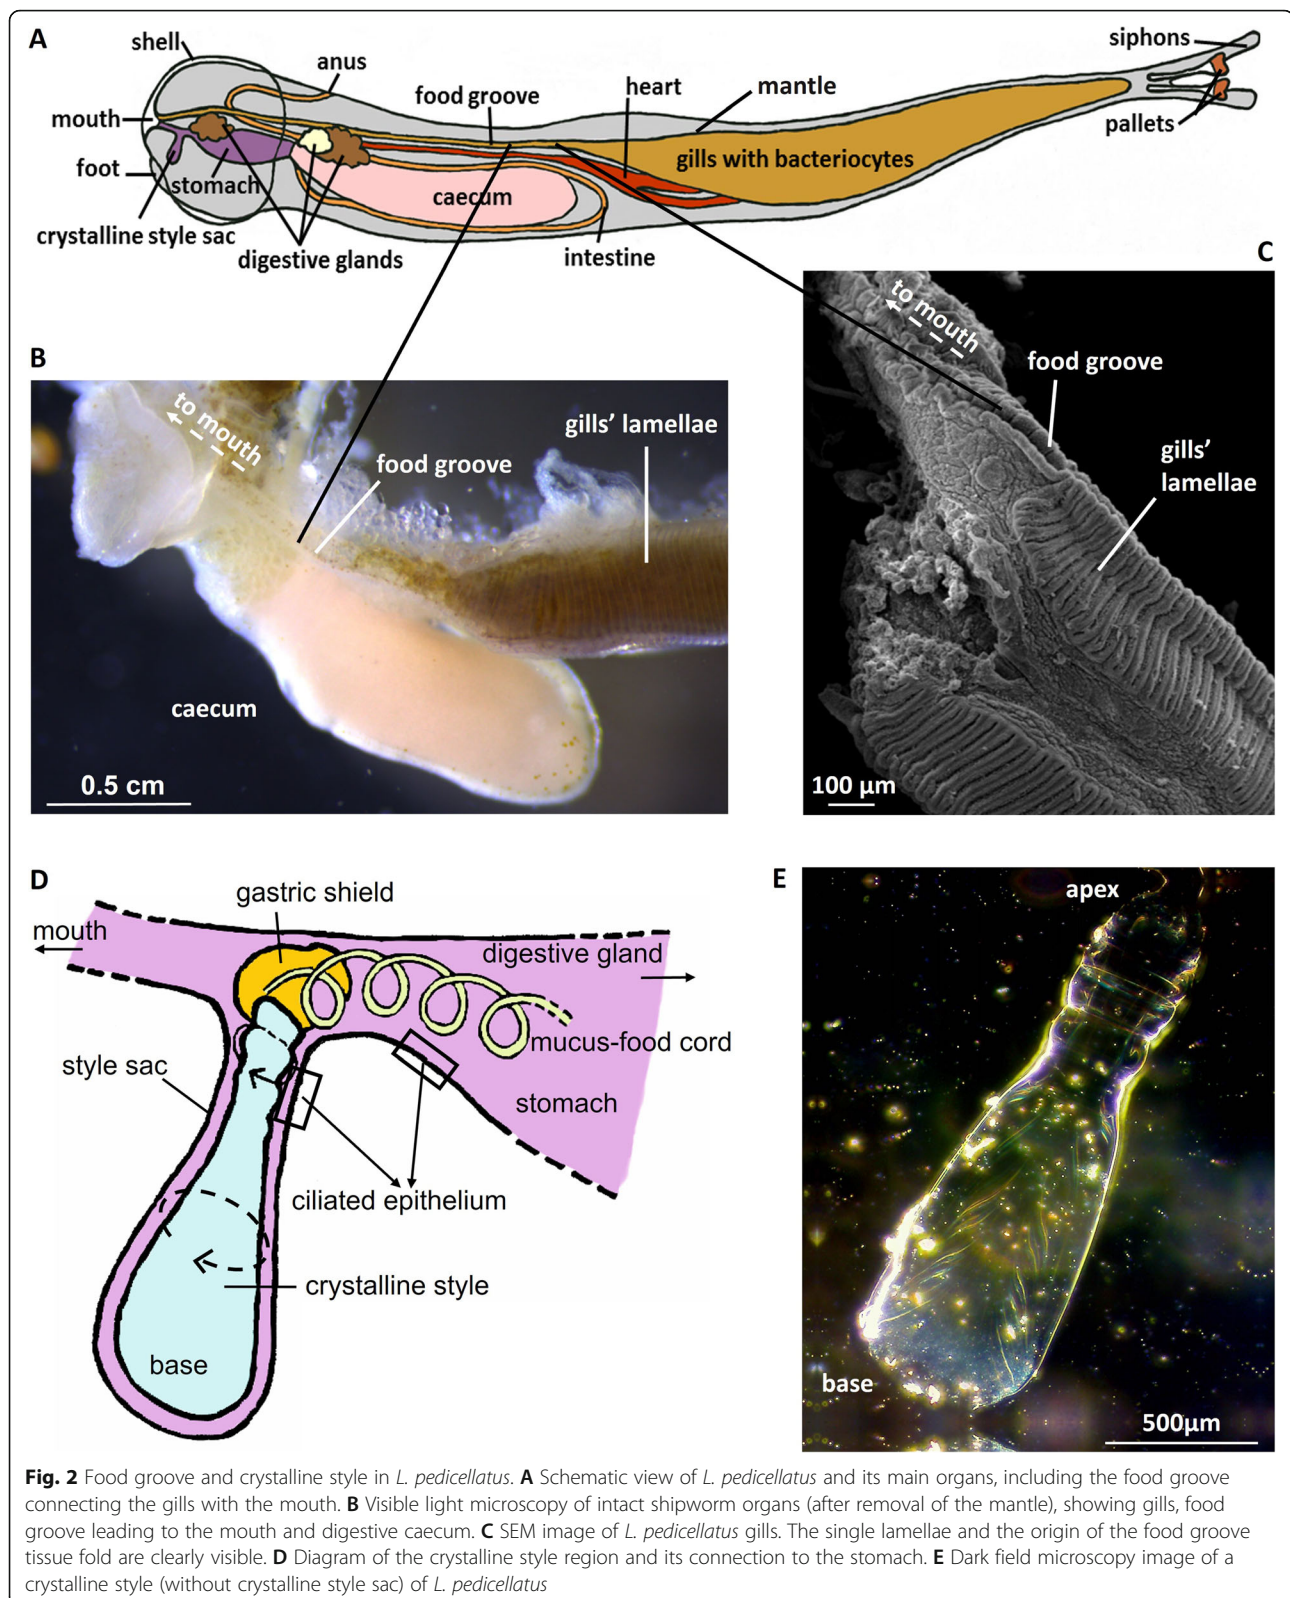 A
shell
anus
food groove
heart
mantle
siphons
mouth
pallets
gills with bacteriocytes
foot
stomach
caecum
crystalline style sac
digestive glands
intestine
B
to mouth
food groove
gills' lamellae
caecum
0.5 cm
C
to mouth
food groove
gills'
lamellae
100 µm
D
gastric shield
mouth
digestive gland
mucus-food cord
style sac
stomach
ciliated epithelium
crystalline style
base
E
apex
base
500µm
Fig. 2 Food groove and crystalline style in L. pedicellatus. A Schematic view of L. pedicellatus and its main organs, including the food groove
connecting the gills with the mouth. B Visible light microscopy of intact shipworm organs (after removal of the mantle), showing gills, food
groove leading to the mouth and digestive caecum. C SEM image of L. pedicellatus gills. The single lamellae and the origin of the food groove
tissue fold are clearly visible. D Diagram of the crystalline style region and its connection to the stomach. E Dark field microscopy image of a
crystalline style (without crystalline style sac) of L. pedicellatus